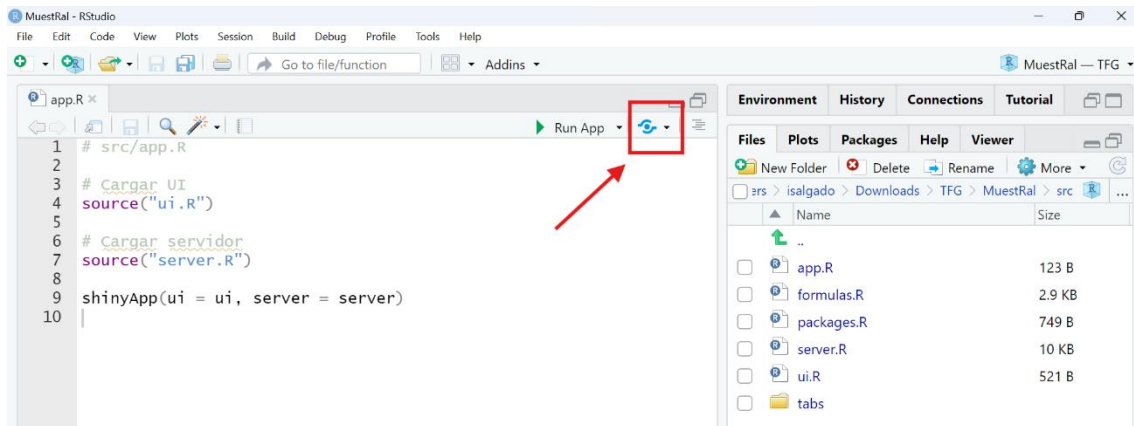 MuestRal - RStudio
File Edit Code View Plots Session Build Debug Profile Tools Help
Go to file/function Addins MuestRal — TFG
app.R
Run App
1 # src/app.R
2
3 # Cargar UI
4 source("ui.R")
5
6 # Cargar servidor
7 source("server.R")
8
9 shinyApp(ui = ui, server = server)
10
Environment History Connections Tutorial
Files Plots Packages Help Viewer
New Folder Delete Rename More
ers > isalgado > Downloads > TFG > MuestRal > src ...
Name Size
..
app.R 123 B
formulas.R 2.9 KB
packages.R 749 B
server.R 10 KB
ui.R 521 B
tabs